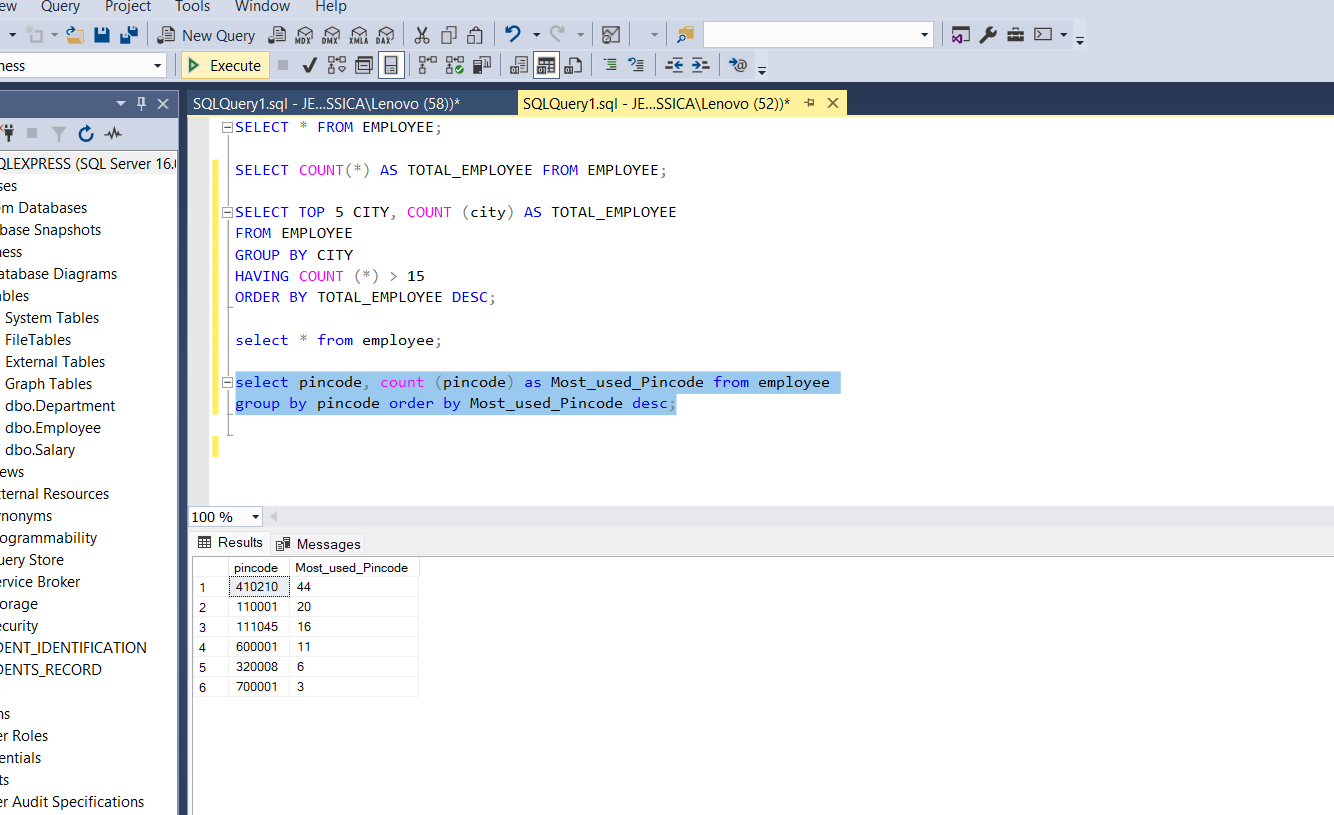 ew Query Project Tools Window Help
New Query MDX DMX XMLA DAX
ness Execute
SQLQuery1.sql - JE...SSICA\Lenovo (58))* SQLQuery1.sql - JE...SSICA\Lenovo (52))*
QLEXPRESS (SQL Server 16.
ses
m Databases
base Snapshots
ness
atabase Diagrams
bles
System Tables
FileTables
External Tables
Graph Tables
dbo.Department
dbo.Employee
dbo.Salary
ews
ternal Resources
nonyms
ogrammability
uery Store
ervice Broker
orage
ecurity
DENT_IDENTIFICATION
DENTS_RECORD
ns
er Roles
entials
ts
er Audit Specifications
SELECT * FROM EMPLOYEE;
SELECT COUNT(*) AS TOTAL_EMPLOYEE FROM EMPLOYEE;
SELECT TOP 5 CITY, COUNT (city) AS TOTAL_EMPLOYEE
FROM EMPLOYEE
GROUP BY CITY
HAVING COUNT (*) > 15
ORDER BY TOTAL_EMPLOYEE DESC;
select * from employee;
select pincode, count (pincode) as Most_used_Pincode from employee
group by pincode order by Most_used_Pincode desc;
100 %
Results Messages
pincode Most_used_Pincode
1 410210 44
2 110001 20
3 111045 16
4 600001 11
5 320008 6
6 700001 3